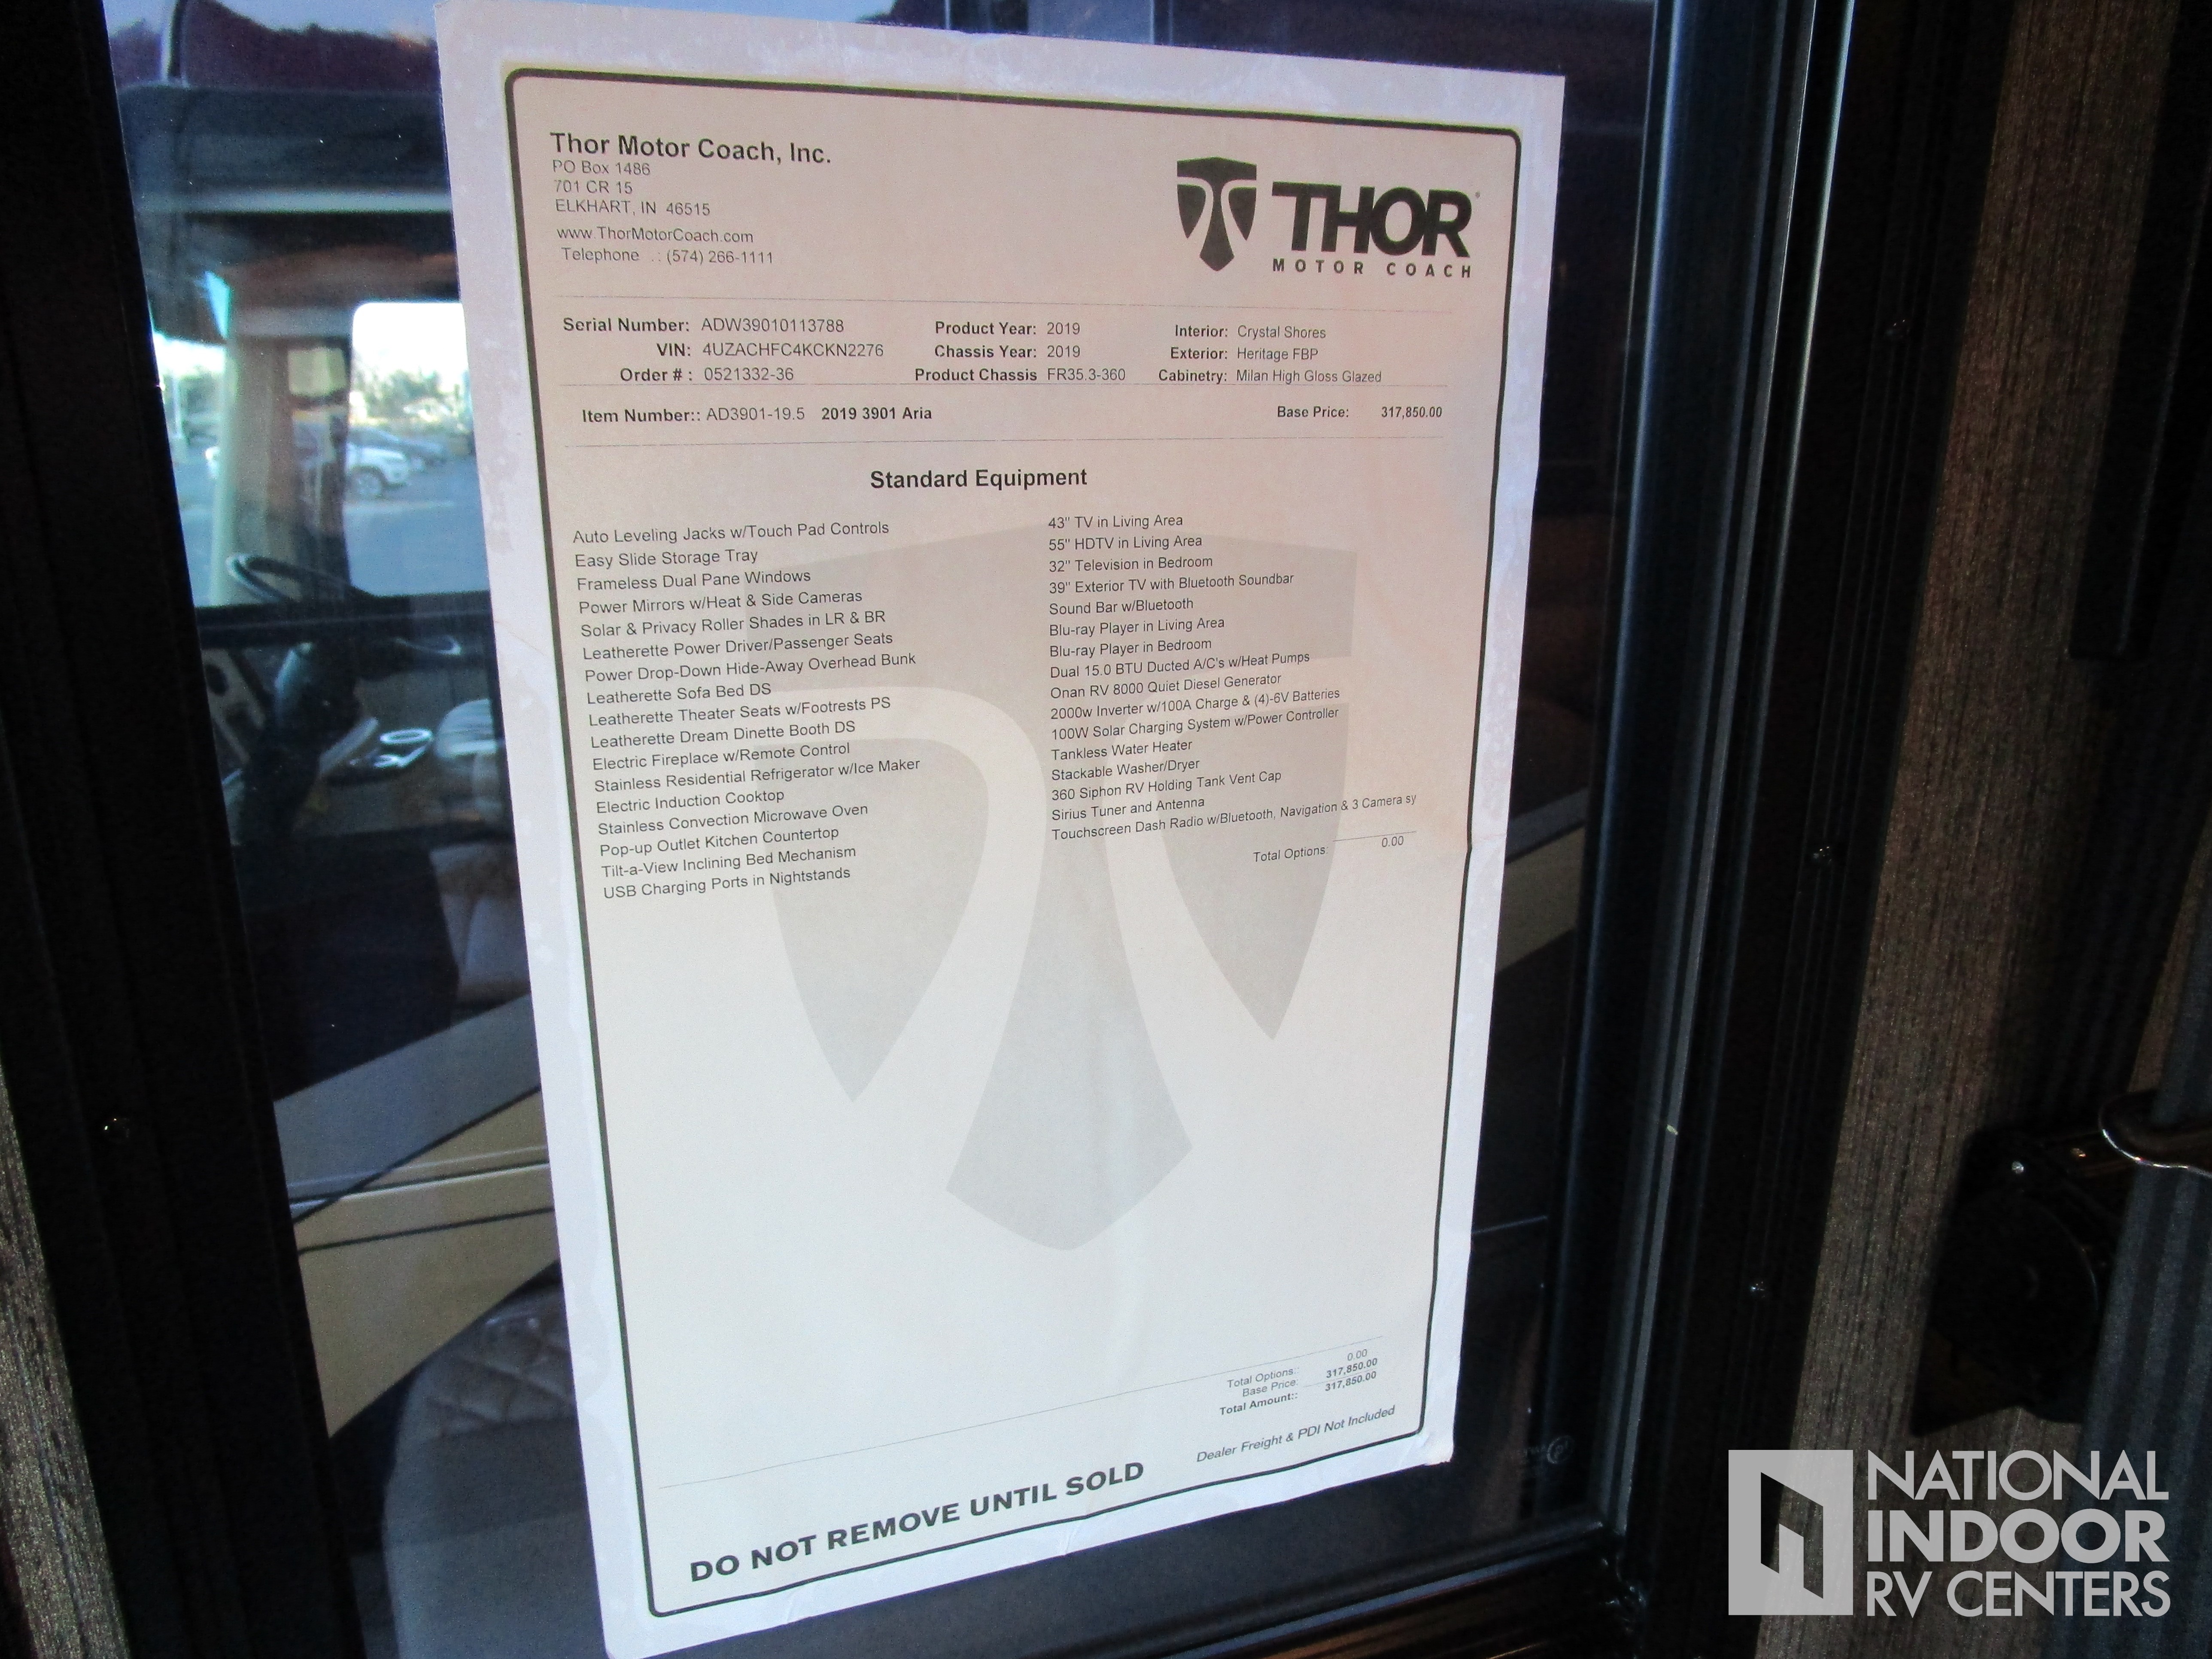 Thor Motor Coach, Inc.
PO Box 1486
701 CR 15
ELKHART, IN 46515
www.ThorMotorCoach.com
Telephone .: (574) 266-1111
THOR
MOTOR COACH
Serial Number: ADW39010113788 Product Year: 2019 Interior: Crystal Shores
VIN: 4UZACHFC4KCKN2276 Chassis Year: 2019 Exterior: Heritage FBP
Order # : 0521332-36 Product Chassis FR35.3-360 Cabinetry: Milan High Gloss Glazed
Item Number:: AD3901-19.5 2019 3901 Aria Base Price: 317,850.00
Standard Equipment
Auto Leveling Jacks w/Touch Pad Controls
Easy Slide Storage Tray
Frameless Dual Pane Windows
Power Mirrors w/Heat & Side Cameras
Solar & Privacy Roller Shades in LR & BR
Leatherette Power Driver/Passenger Seats
Power Drop-Down Hide-Away Overhead Bunk
Leatherette Sofa Bed DS
Leatherette Theater Seats w/Footrests PS
Leatherette Dream Dinette Booth DS
Electric Fireplace w/Remote Control
Stainless Residential Refrigerator w/Ice Maker
Electric Induction Cooktop
Stainless Convection Microwave Oven
Pop-up Outlet Kitchen Countertop
Tilt-a-View Inclining Bed Mechanism
USB Charging Ports in Nightstands
43" TV in Living Area
55" HDTV in Living Area
32" Television in Bedroom
39" Exterior TV with Bluetooth Soundbar
Sound Bar w/Bluetooth
Blu-ray Player in Living Area
Blu-ray Player in Bedroom
Dual 15.0 BTU Ducted A/C's w/Heat Pumps
Onan RV 8000 Quiet Diesel Generator
2000w Inverter w/100A Charge & (4)-6V Batteries
100W Solar Charging System w/Power Controller
Tankless Water Heater
Stackable Washer/Dryer
360 Siphon RV Holding Tank Vent Cap
Sirius Tuner and Antenna
Touchscreen Dash Radio w/Bluetooth, Navigation & 3 Camera sy
Total Options: 0.00
Total Options:: 0.00
Base Price: 317,850.00
Total Amount:: 317,850.00
Dealer Freight & PDI Not Included
DO NOT REMOVE UNTIL SOLD
NATIONAL
INDOOR
RV CENTERS